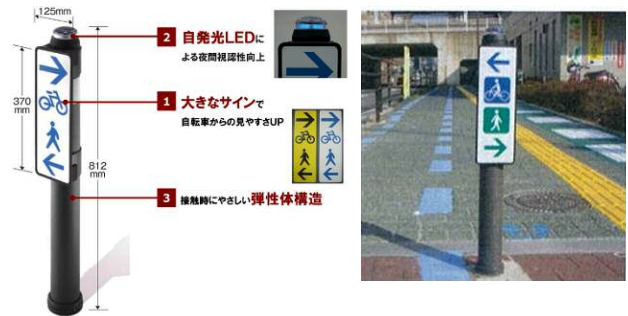 125mm
370
mm
812
mm
2 自発光LEDに
よる夜間視認性向上
1 大きなサインで
自転車からの見やすさUP
3 接触時にやさしい弾性体構造